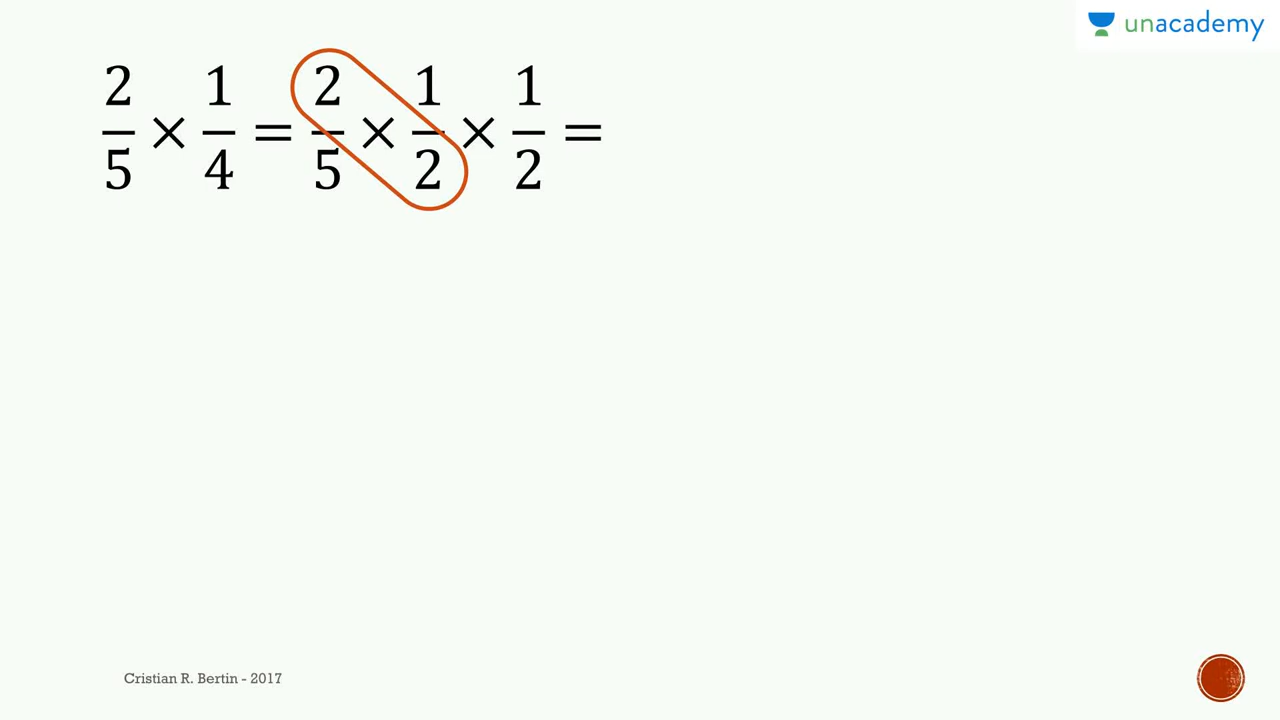 unacademy
2/5 × 1/4 = 2/5 × 1/2 × 1/2 =
Cristian R. Bertin - 2017